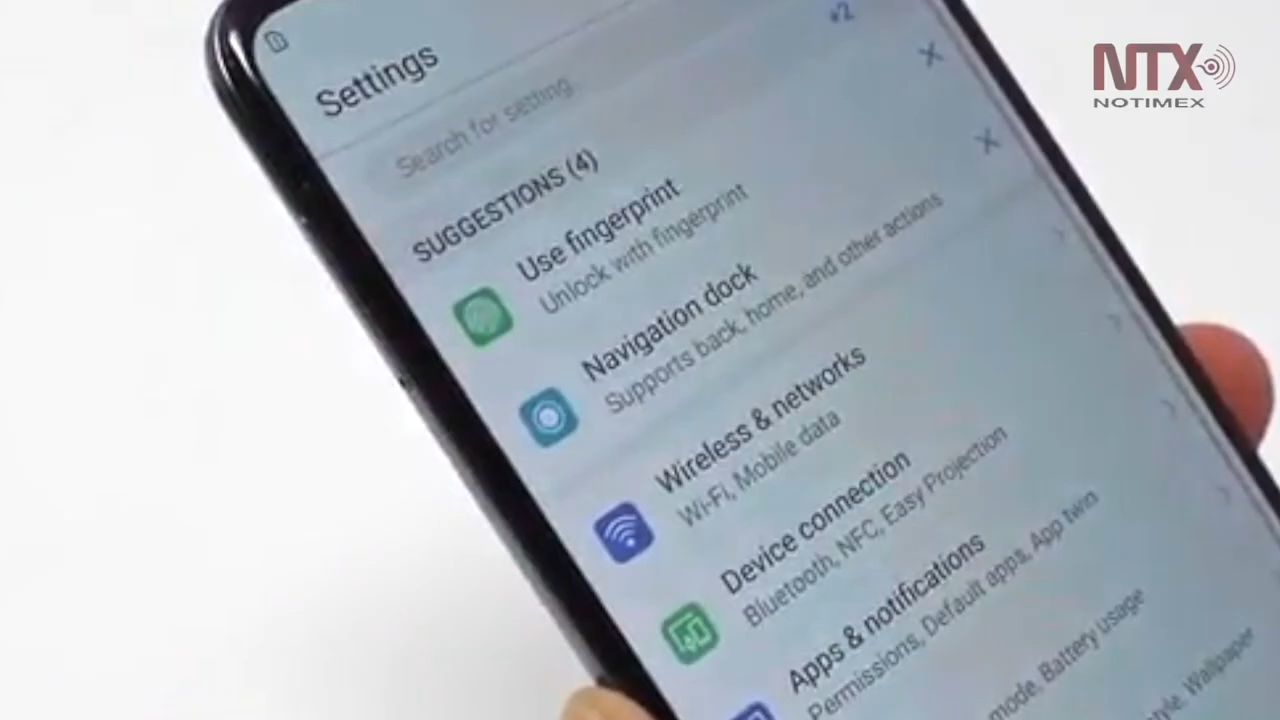 Settings
+2
Search for setting...
SUGGESTIONS (4)
Use fingerprint
Unlock with fingerprint
Navigation dock
Supports back, home, and other actions
Wireless & networks
Wi-Fi, Mobile data
Device connection
Bluetooth, NFC, Easy Projection
Apps & notifications
Permissions, Default apps, App twin
mode, Battery usage
Wallpaper
NTX
NOTIMEX